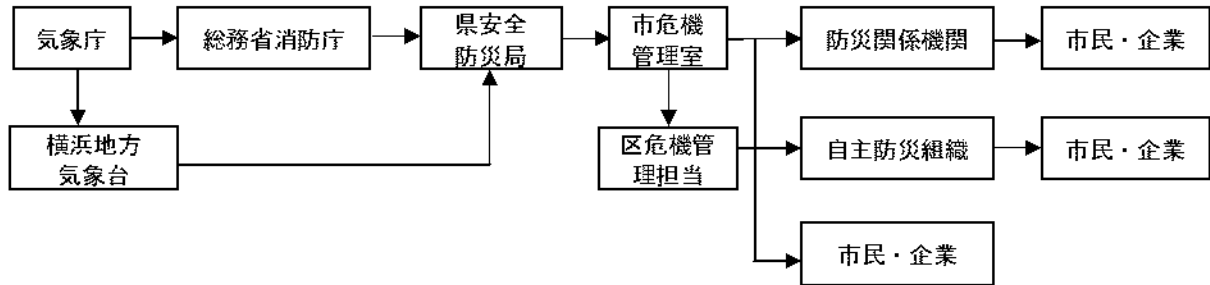 気象庁
総務省消防庁
県安全
防災局
市危機
管理室
防災関係機関
市民・企業
横浜地方
気象台
区危機管
理担当
自主防災組織
市民・企業
市民・企業